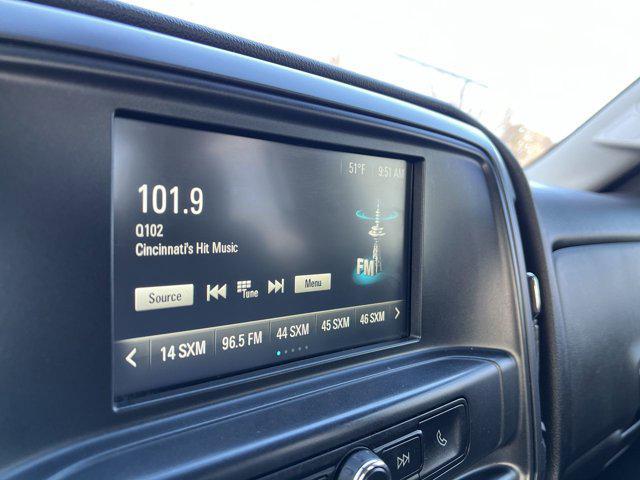 51°F 9:51 AM
101.9
Q102
Cincinnati's Hit Music
FM
Source Tune Menu
14 SXM 96.5 FM 44 SXM 45 SXM 46 SXM